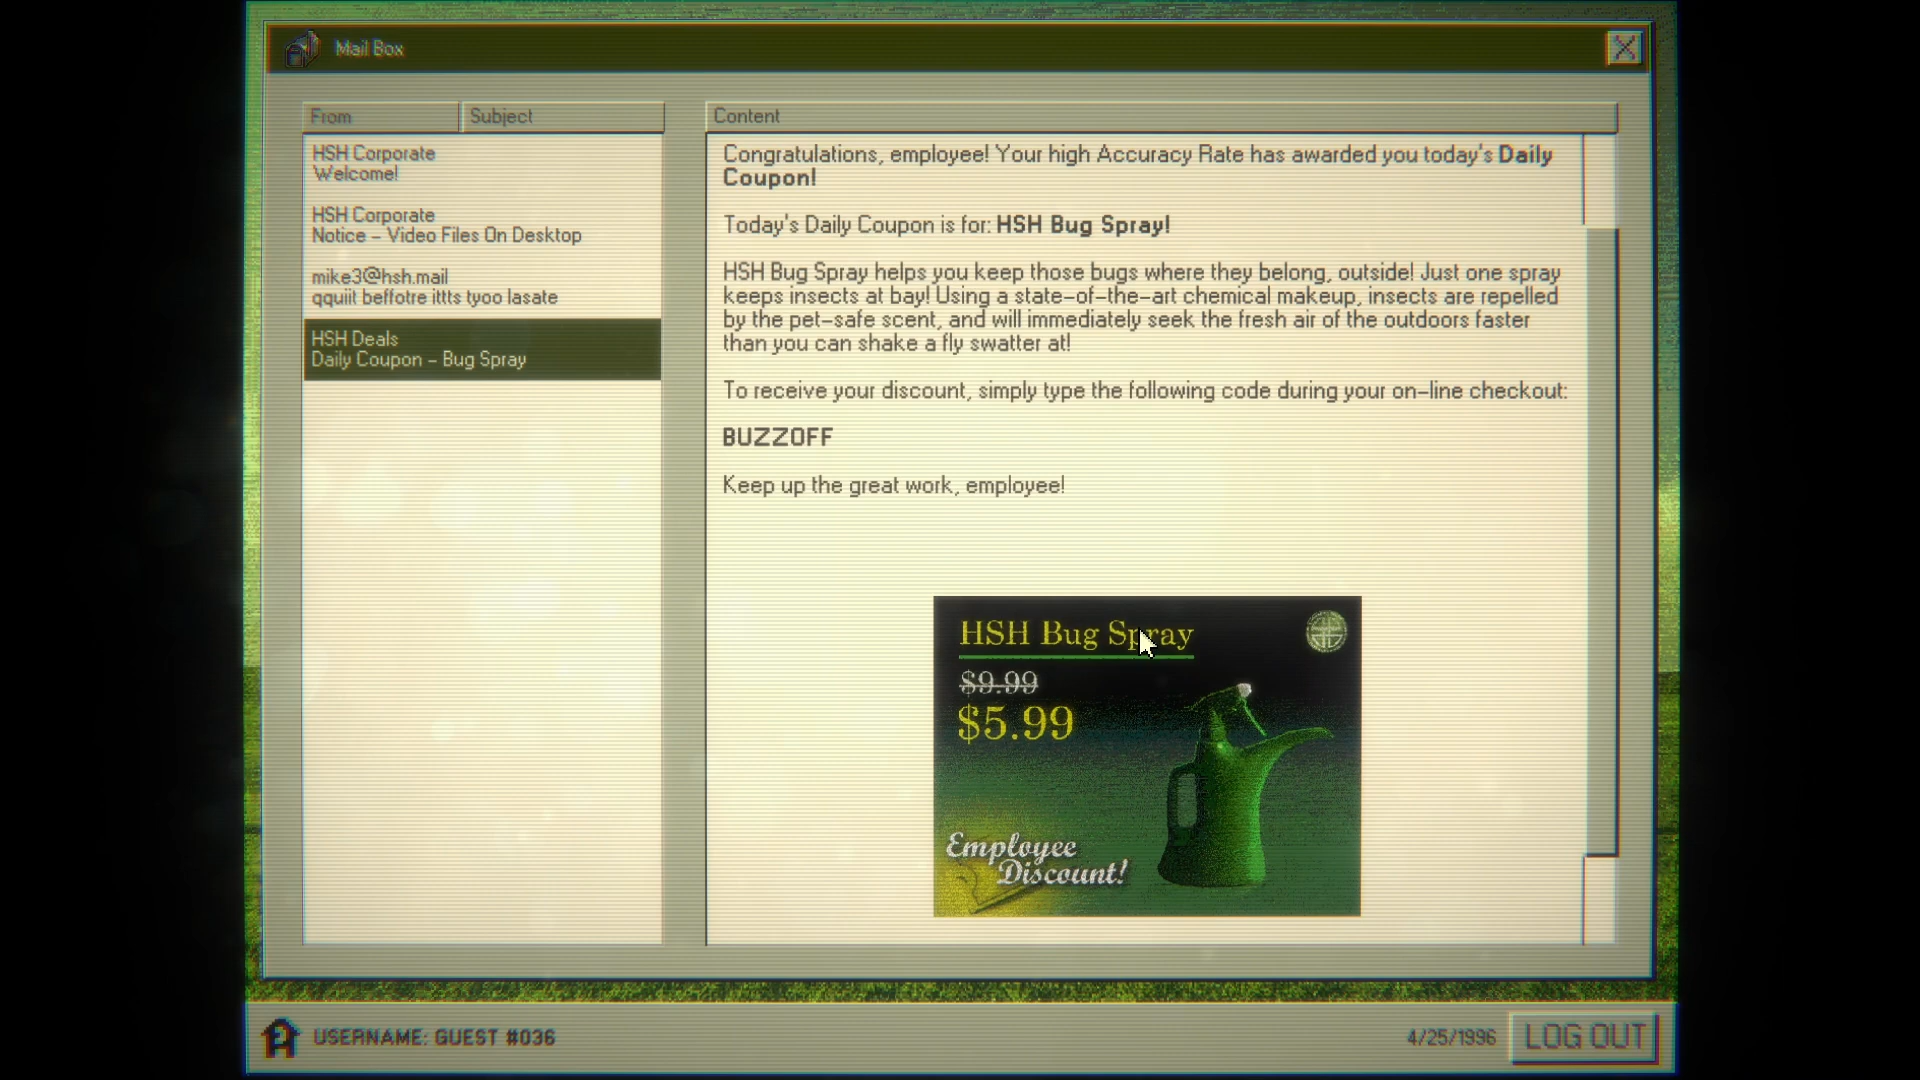 Mail Box
From
Subject
Content
HSH Corporate
Welcome!
HSH Corporate
Notice - Video Files On Desktop
mike3@hsh.mail
qquiit beffotre ittts tyoo lasate
HSH Deals
Daily Coupon - Bug Spray
Congratulations, employee! Your high Accuracy Rate has awarded you today's Daily
Coupon!
Today's Daily Coupon is for: HSH Bug Spray!
HSH Bug Spray helps you keep those bugs where they belong, outside! Just one spray
keeps insects at bay! Using a state-of-the-art chemical makeup, insects are repelled
by the pet-safe scent, and will immediately seek the fresh air of the outdoors faster
than you can shake a fly swatter at!
To receive your discount, simply type the following code during your on-line checkout:
BUZZOFF
Keep up the great work, employee!
HSH Bug Spray
$9.99
$5.99
Employee
Discount!
USERNAME: GUEST #036
4/25/1996
LOG OUT